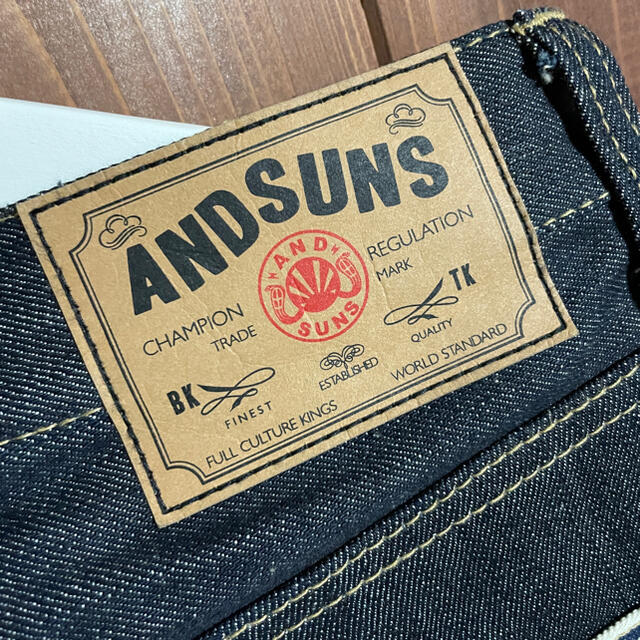 ANDSUNS
CHAMPION REGULATION
TRADE MARK
AND
SUNS
BK TK
FINEST ESTABLISHED QUALITY
FULL CULTURE KINGS WORLD STANDARD